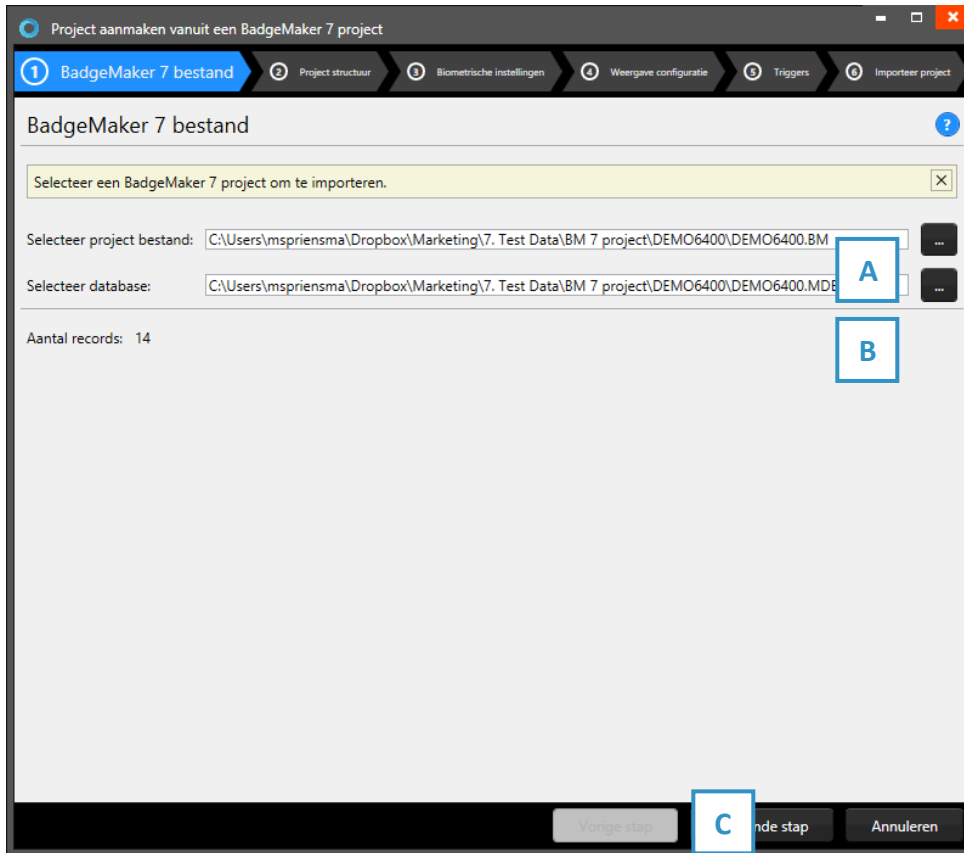 Project aanmaken vanuit een BadgeMaker 7 project
1 BadgeMaker 7 bestand 2 Project structuur 3 Biometrische instellingen 4 Weergave configuratie 5 Triggers 6 Importeer project
BadgeMaker 7 bestand ?
Selecteer een BadgeMaker 7 project om te importeren.
Selecteer project bestand: C:\Users\mspriensma\Dropbox\Marketing\7. Test Data\BM 7 project\DEMO6400\DEMO6400.BM ...
A
Selecteer database: C:\Users\mspriensma\Dropbox\Marketing\7. Test Data\BM 7 project\DEMO6400\DEMO6400.MDB ...
Aantal records: 14
B
Vorige stap C nde stap Annuleren